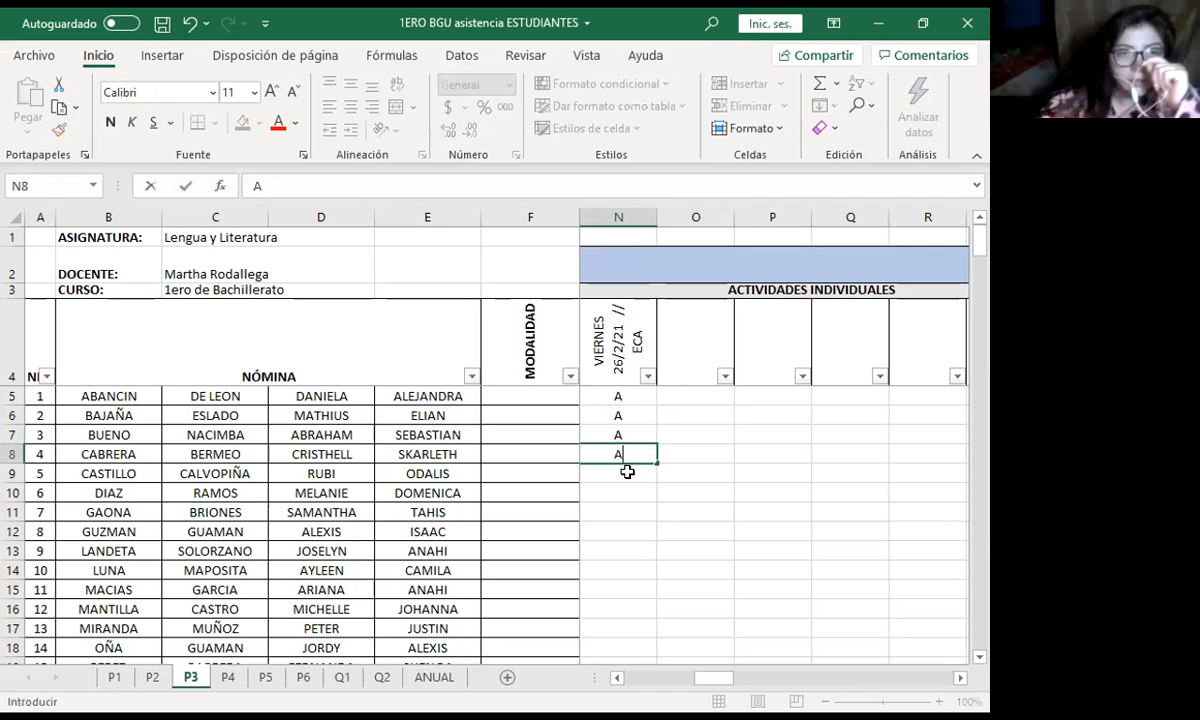 Autoguardado
1ERO BGU asistencia ESTUDIANTES
Inic. ses.
Archivo Inicio Insertar Disposición de página Fórmulas Datos Revisar Vista Ayuda Compartir Comentarios
Pegar
Calibri 11
N K S
General
$ % 000
Formato condicional
Dar formato como tabla
Estilos de celda
Insertar
Eliminar
Formato
Analizar datos
Portapapeles Fuente Alineación Número Estilos Celdas Edición Análisis
N8 fx A
A B C D E F N O P Q R
1 ASIGNATURA: Lengua y Literatura
2 DOCENTE: Martha Rodallega
3 CURSO: 1ero de Bachillerato ACTIVIDADES INDIVIDUALES
4 NÓMINA MODALIDAD VIERNES 26/2/21 // ECA
5 1 ABANCIN DE LEON DANIELA ALEJANDRA A
6 2 BAJAÑA ESLADO MATHIUS ELIAN A
7 3 BUENO NACIMBA ABRAHAM SEBASTIAN A
8 4 CABRERA BERMEO CRISTHELL SKARLETH A
9 5 CASTILLO CALVOPIÑA RUBI ODALIS
10 6 DIAZ RAMOS MELANIE DOMENICA
11 7 GAONA BRIONES SAMANTHA TAHIS
12 8 GUZMAN GUAMAN ALEXIS ISAAC
13 9 LANDETA SOLORZANO JOSELYN ANAHI
14 10 LUNA MAPOSITA AYLEEN CAMILA
15 11 MACIAS GARCIA ARIANA ANAHI
16 12 MANTILLA CASTRO MICHELLE JOHANNA
17 13 MIRANDA MUÑOZ PETER JUSTIN
18 14 OÑA GUAMAN JORDY ALEXIS
P1 P2 P3 P4 P5 P6 Q1 Q2 ANUAL
Introducir 100%